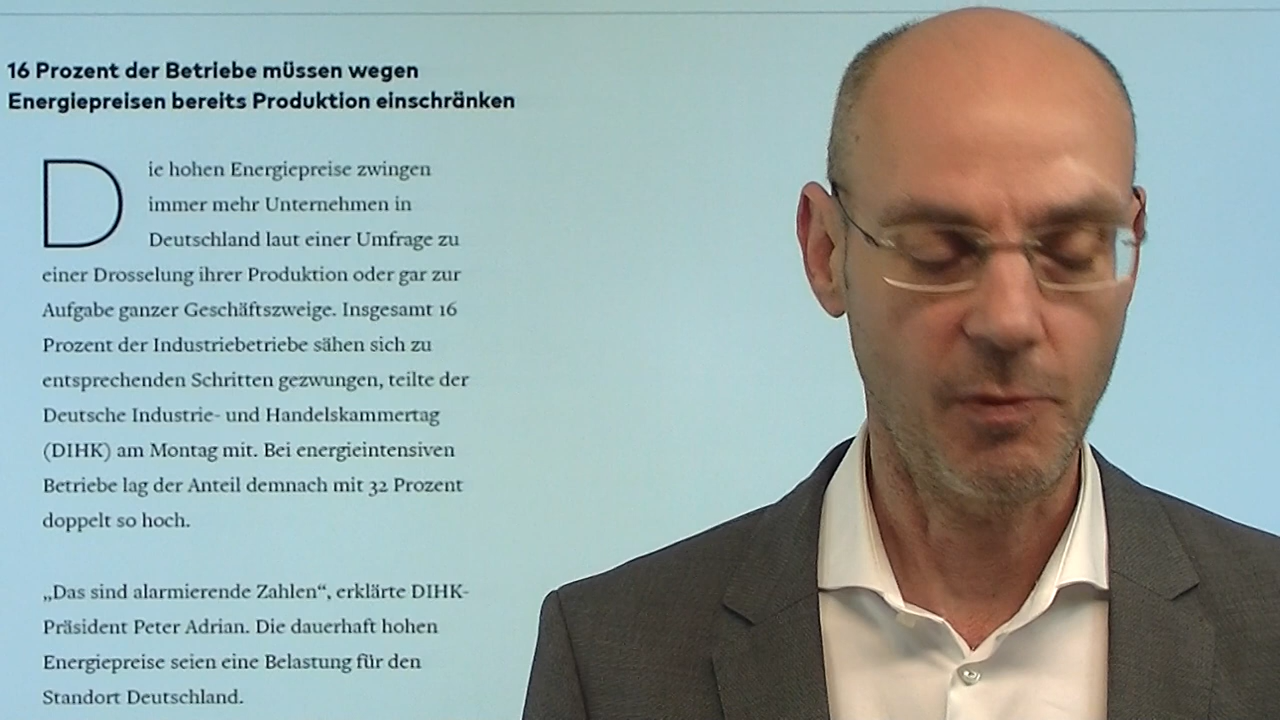 16 Prozent der Betriebe müssen wegen
Energiepreisen bereits Produktion einschränken
Die hohen Energiepreise zwingen
immer mehr Unternehmen in
Deutschland laut einer Umfrage zu
einer Drosselung ihrer Produktion oder gar zur
Aufgabe ganzer Geschäftszweige. Insgesamt 16
Prozent der Industriebetriebe sähen sich zu
entsprechenden Schritten gezwungen, teilte der
Deutsche Industrie- und Handelskammertag
(DIHK) am Montag mit. Bei energieintensiven
Betriebe lag der Anteil demnach mit 32 Prozent
doppelt so hoch.
„Das sind alarmierende Zahlen“, erklärte DIHK-
Präsident Peter Adrian. Die dauerhaft hohen
Energiepreise seien eine Belastung für den
Standort Deutschland.